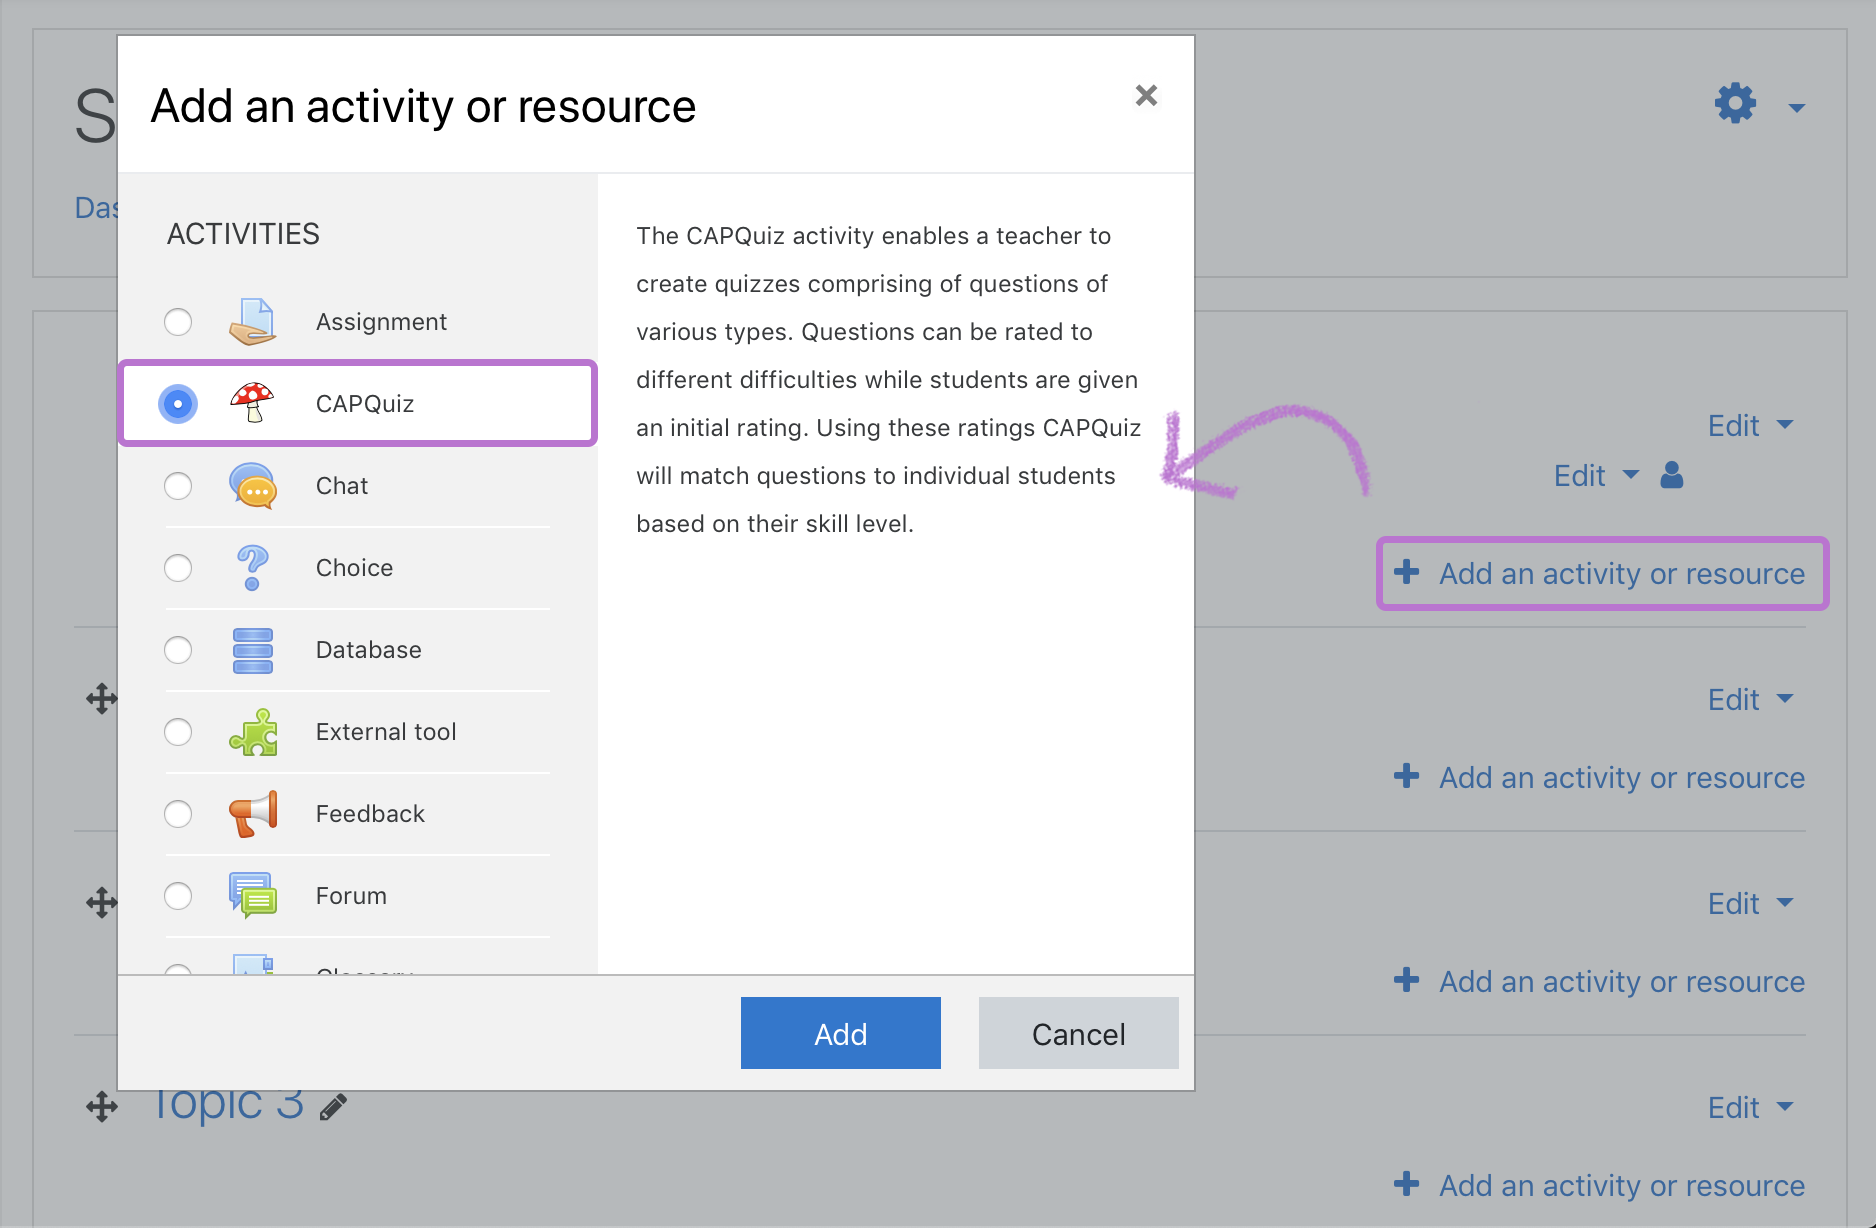 S
Add an activity or resource
Das
ACTIVITIES
Assignment
CAPQuiz
Chat
Choice
Database
External tool
Feedback
Forum
Glossary
The CAPQuiz activity enables a teacher to
create quizzes comprising of questions of
various types. Questions can be rated to
different difficulties while students are given
an initial rating. Using these ratings CAPQuiz
will match questions to individual students
based on their skill level.
Add
Cancel
Edit
Edit
Add an activity or resource
Edit
Add an activity or resource
Edit
Add an activity or resource
Topic 3
Edit
Add an activity or resource